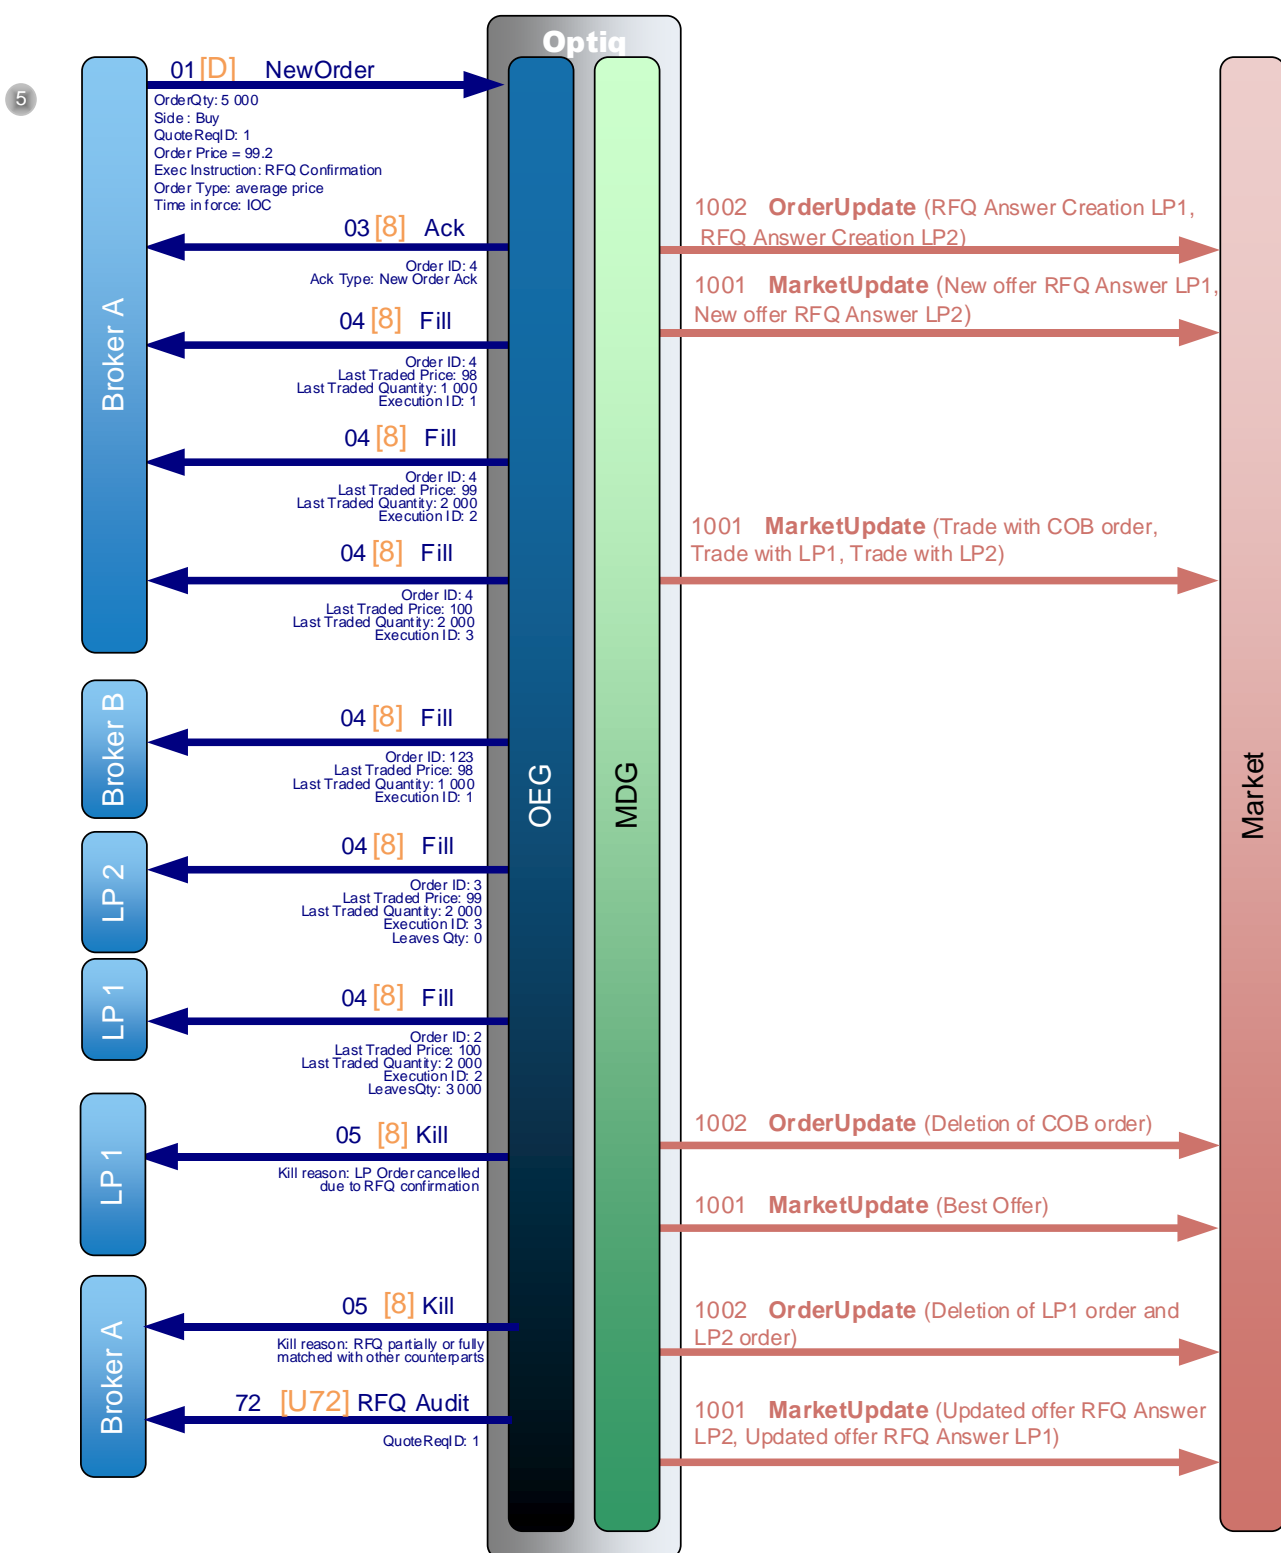 Optiq
5
01 [D] NewOrder
OrderQty: 5 000
Side : Buy
QuoteReqID: 1
Order Price = 99.2
Exec Instruction: RFQ Confirmation
Order Type: average price
Time in force: IOC
03 [8] Ack
Order ID: 4
Ack Type: New Order Ack
04 [8] Fill
Order ID: 4
Last Traded Price: 98
Last Traded Quantity: 1 000
Execution ID: 1
04 [8] Fill
Order ID: 4
Last Traded Price: 99
Last Traded Quantity: 2 000
Execution ID: 2
04 [8] Fill
Order ID: 4
Last Traded Price: 100
Last Traded Quantity: 2 000
Execution ID: 3
Broker A
04 [8] Fill
Order ID: 123
Last Traded Price: 98
Last Traded Quantity: 1 000
Execution ID: 1
Broker B
04 [8] Fill
Order ID: 3
Last Traded Price: 99
Last Traded Quantity: 2 000
Execution ID: 3
Leaves Qty: 0
LP 2
04 [8] Fill
Order ID: 2
Last Traded Price: 100
Last Traded Quantity: 2 000
Execution ID: 2
LeavesQty: 3 000
LP 1
05 [8] Kill
Kill reason: LP Order cancelled
due to RFQ confirmation
LP 1
05 [8] Kill
Kill reason: RFQ partially or fully
matched with other counterparts
72 [U72] RFQ Audit
QuoteReqID: 1
Broker A
OEG
MDG
1002 OrderUpdate (RFQ Answer Creation LP1,
RFQ Answer Creation LP2)
1001 MarketUpdate (New offer RFQ Answer LP1,
New offer RFQ Answer LP2)
1001 MarketUpdate (Trade with COB order,
Trade with LP1, Trade with LP2)
1002 OrderUpdate (Deletion of COB order)
1001 MarketUpdate (Best Offer)
1002 OrderUpdate (Deletion of LP1 order and
LP2 order)
1001 MarketUpdate (Updated offer RFQ Answer
LP2, Updated offer RFQ Answer LP1)
Market